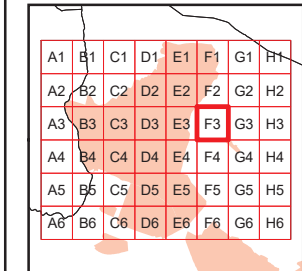 A1 B1 C1 D1 E1 F1 G1 H1
A2 B2 C2 D2 E2 F2 G2 H2
A3 B3 C3 D3 E3 F3 G3 H3
A4 B4 C4 D4 E4 F4 G4 H4
A5 B5 C5 D5 E5 F5 G5 H5
A6 B6 C6 D6 E6 F6 G6 H6